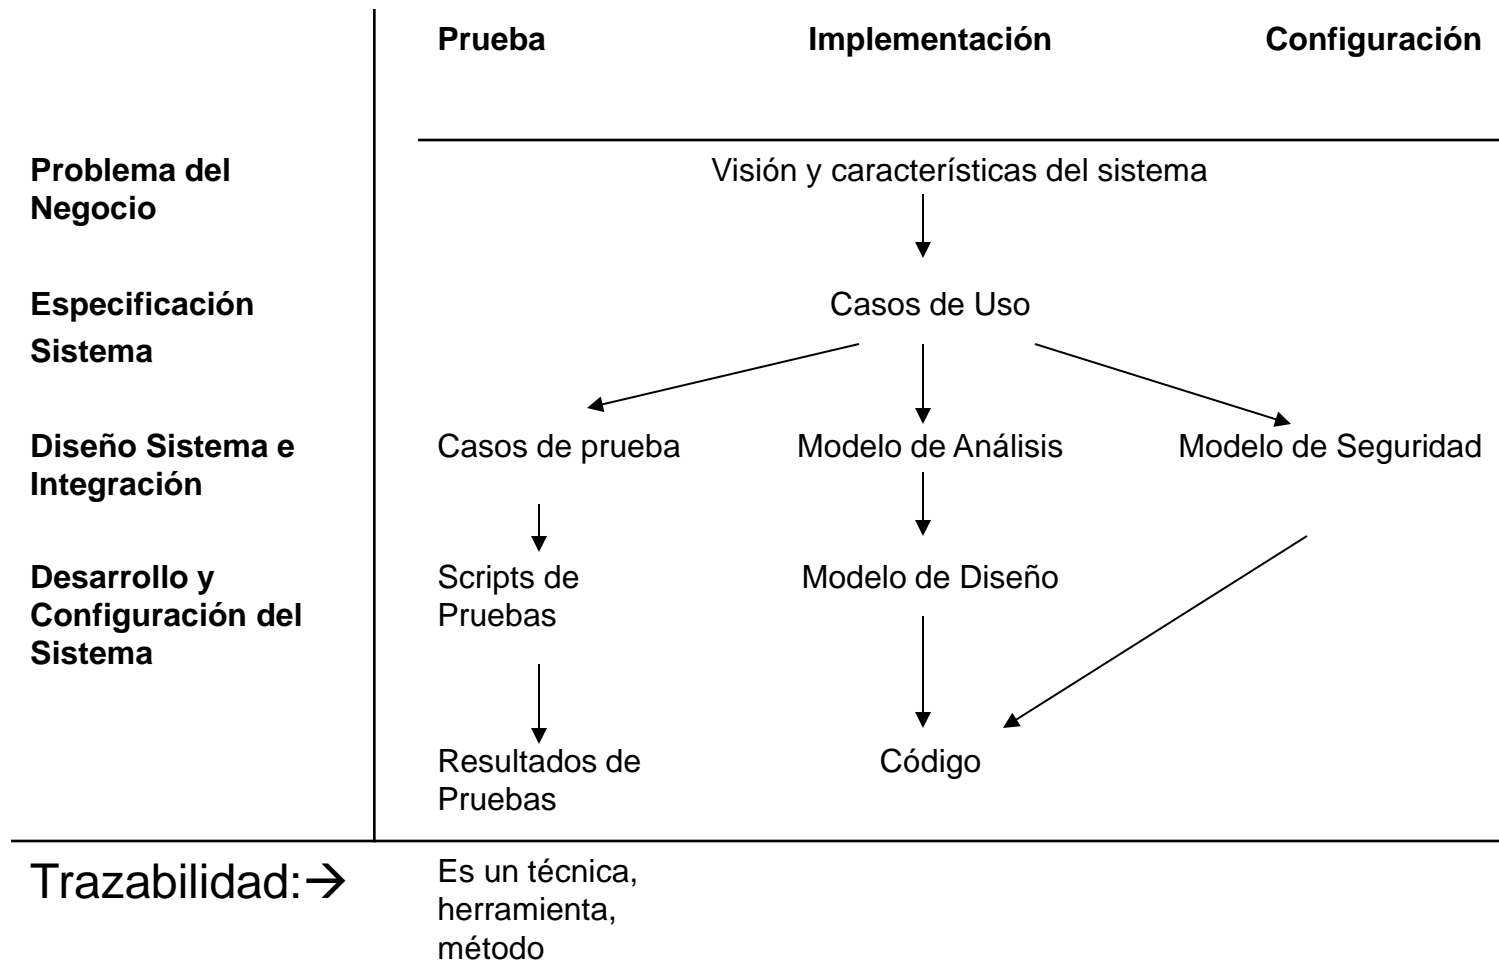 Prueba Implementación Configuración
Problema del
Negocio
Visión y caracterísíticas del sistema
Especificación
Sistema
Casos de Uso
Diseño Sistema e
Integración
Casos de prueba Modelo de Análisis Modelo de Seguridad
Desarrollo y
Configuración del
Sistema
Scripts de
Pruebas
Modelo de Diseño
Resultados de
Pruebas
Código
Trazabilidad:→
Es un técnica,
herramienta,
método